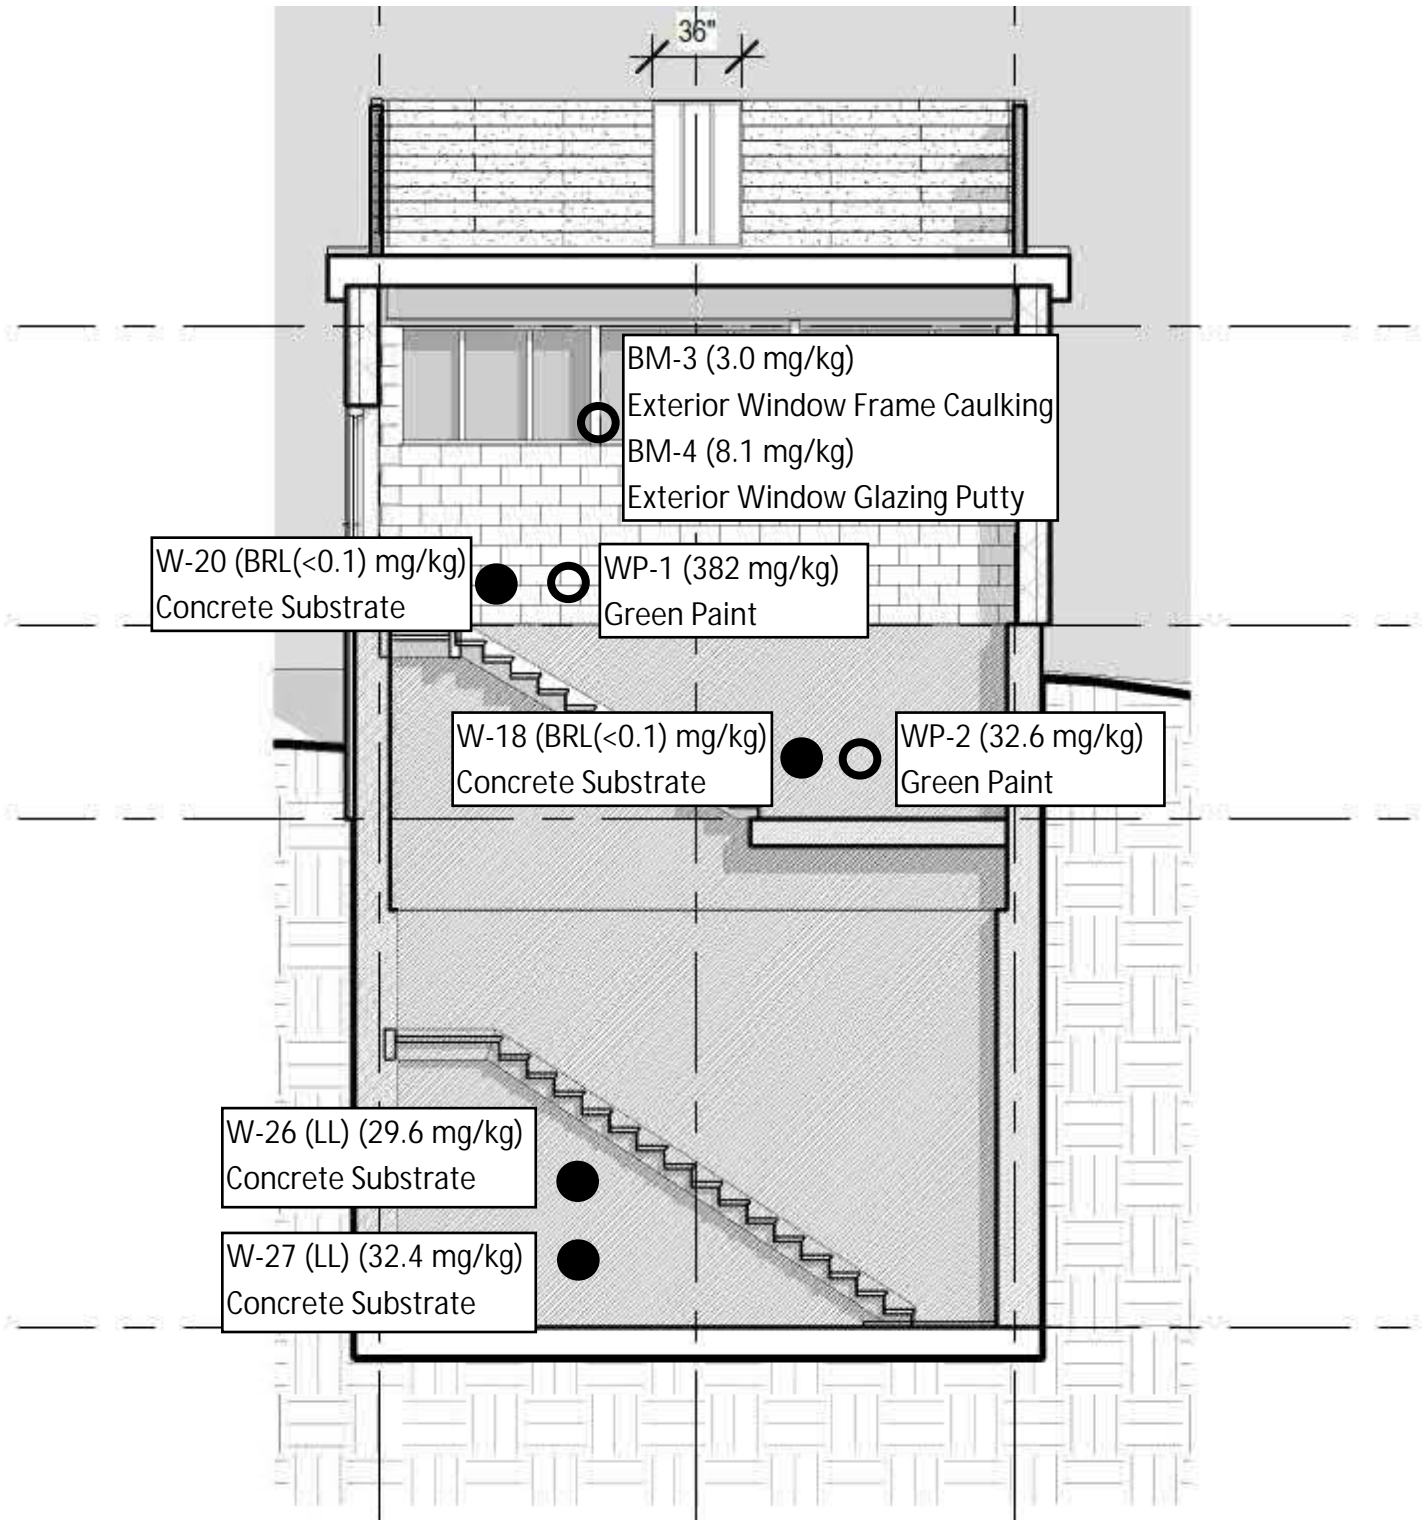 36"
BM-3 (3.0 mg/kg)
Exterior Window Frame Caulking
BM-4 (8.1 mg/kg)
Exterior Window Glazing Putty
W-20 (BRL(<0.1) mg/kg)
Concrete Substrate
WP-1 (382 mg/kg)
Green Paint
W-18 (BRL(<0.1) mg/kg)
Concrete Substrate
WP-2 (32.6 mg/kg)
Green Paint
W-26 (LL) (29.6 mg/kg)
Concrete Substrate
W-27 (LL) (32.4 mg/kg)
Concrete Substrate